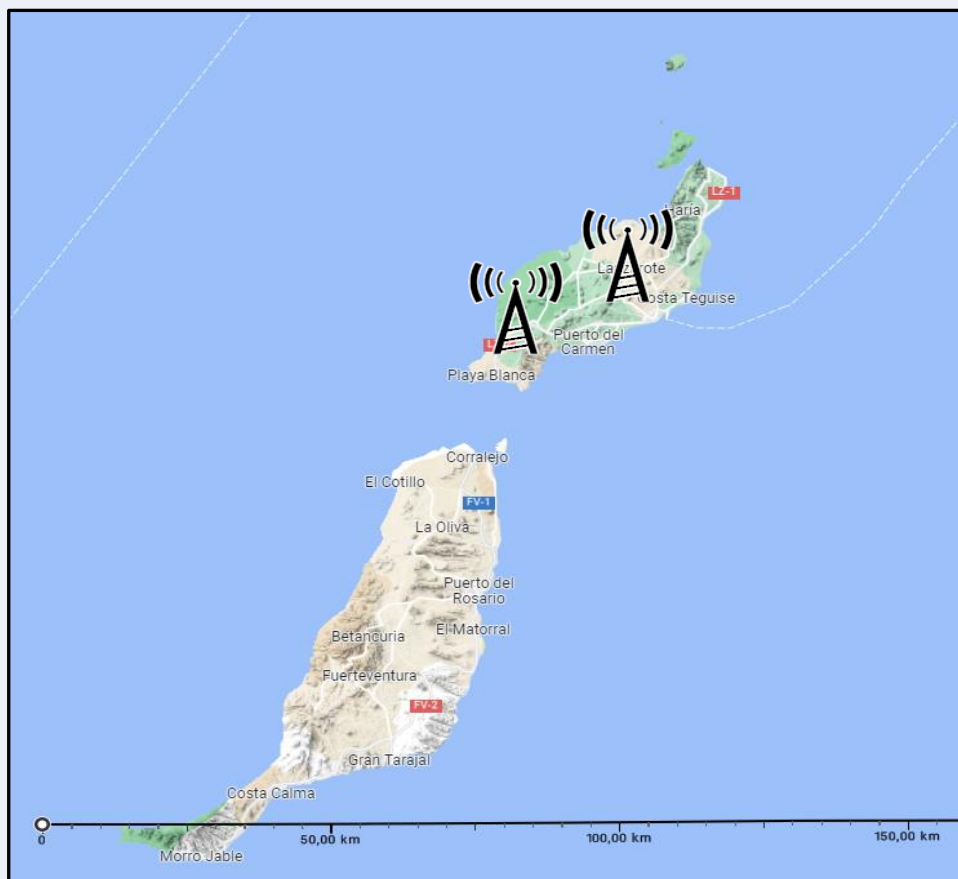 LZ-1
Haría
Costa Teguise
Puerto del
Carmen
Playa Blanca
Corralejo
El Cotillo
FV-1
La Oliva
Puerto del
Rosario
El Matorral
Betancuria
Fuerteventura
FV-2
Gran Tarajal
Costa Calma
0
50,00 km
100,00 km
150,00 km
Morro Jable